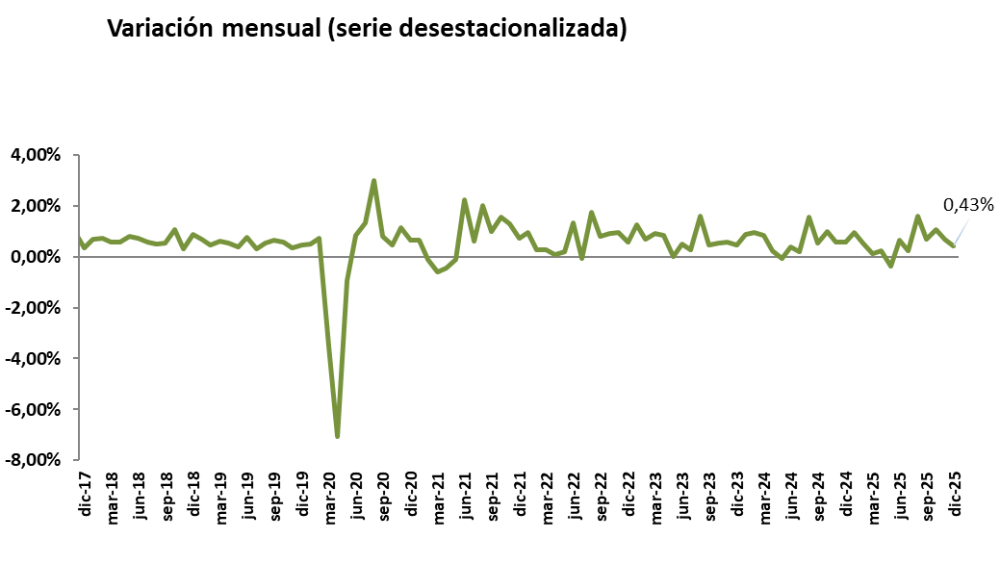 Variación mensual (serie desestacionalizada)
4,00%
2,00%
0,00%
-2,00%
-4,00%
-6,00%
-8,00%
0,43%
dic-17
mar-18
jun-18
sep-18
dic-18
mar-19
jun-19
sep-19
dic-19
mar-20
jun-20
sep-20
dic-20
mar-21
jun-21
sep-21
dic-21
mar-22
jun-22
sep-22
dic-22
mar-23
jun-23
sep-23
dic-23
mar-24
jun-24
sep-24
dic-24
mar-25
jun-25
sep-25
dic-25